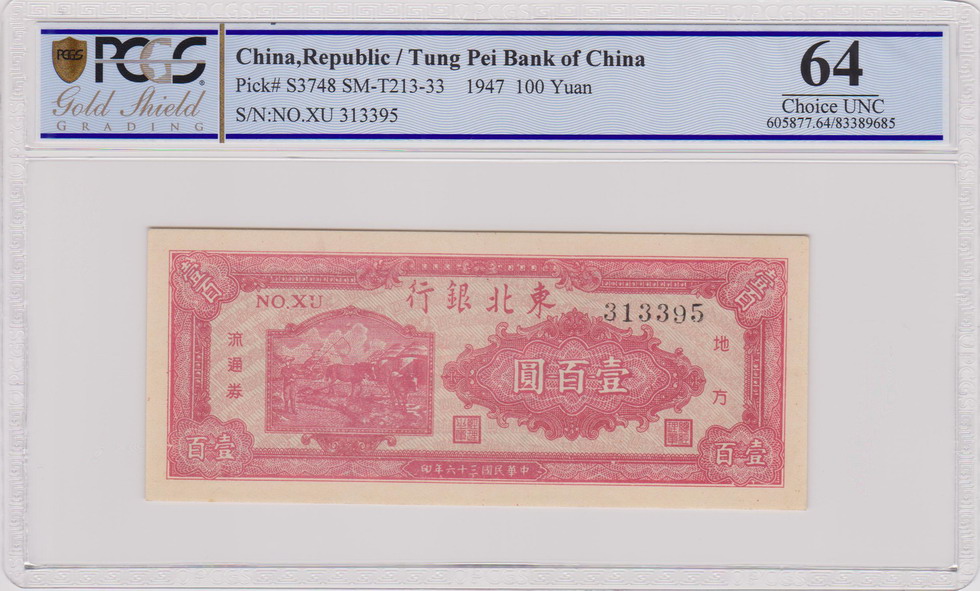 PCGS
PCGS
Gold Shield
GRADING
China,Republic / Tung Pei Bank of China
Pick# S3748 SM-T213-33 1947 100 Yuan
S/N:NO.XU 313395
64
Choice UNC
605877.64/83389685
壹百
壹百
行銀北東
NO.XU
313395
流通券
地方
圓百壹
百壹
壹百
印年六十三國民華中